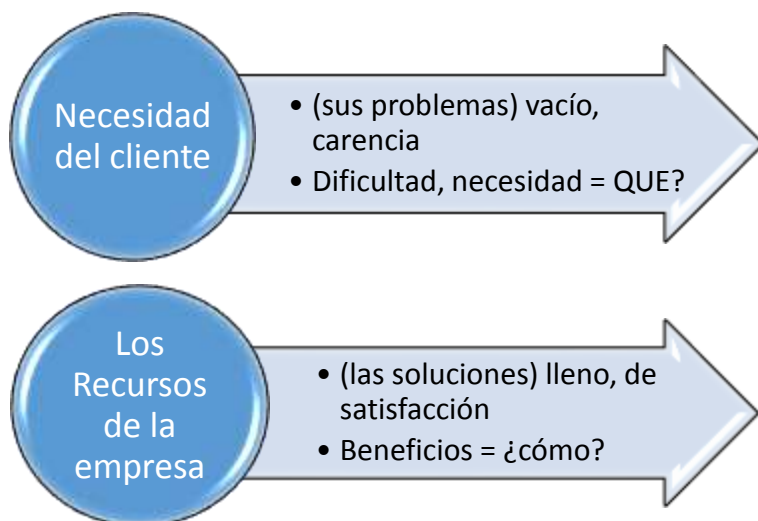 Necesidad
del cliente
• (sus problemas) vacío,
carencia
• Dificultad, necesidad = QUE?
Los
Recursos
de la
empresa
• (las soluciones) lleno, de
satisfacción
• Beneficios = ¿cómo?